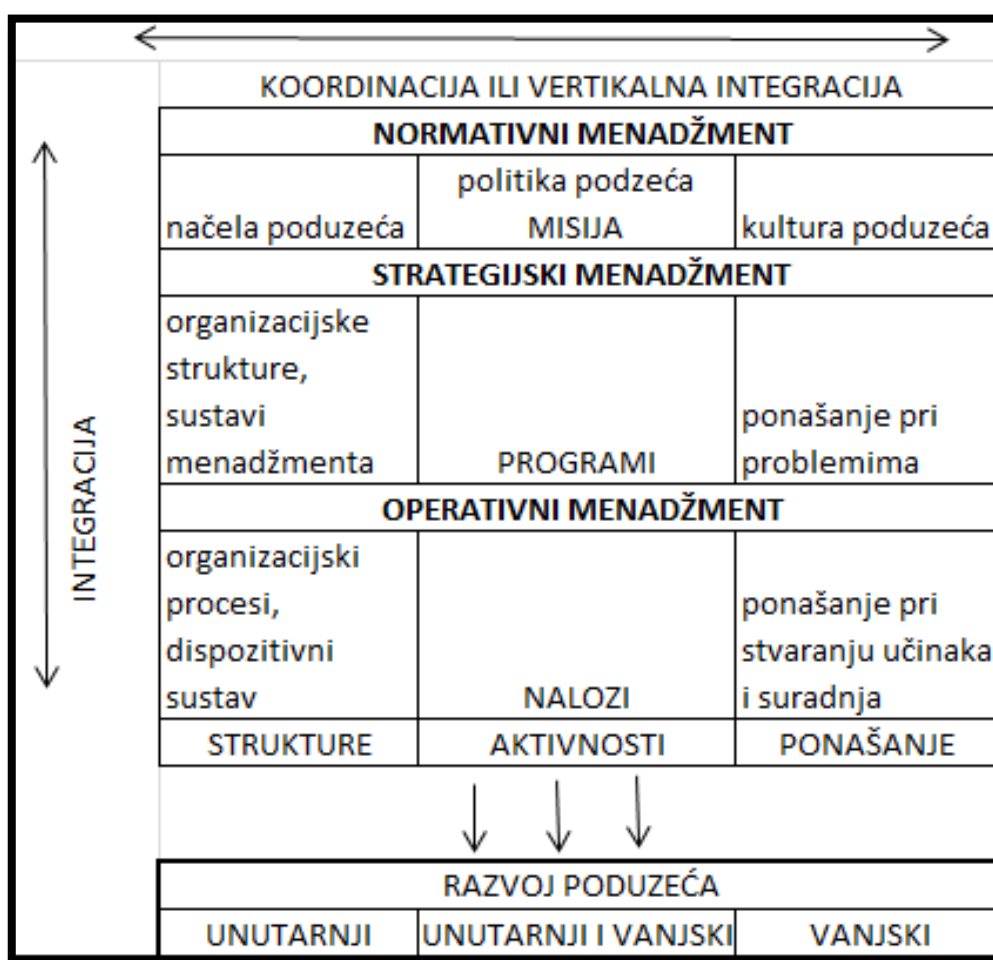 KOORDINACIJA ILI VERTIKALNA INTEGRACIJA
INTEGRACIJA
NORMATIVNI MENADŽMENT
načela poduzeća
politika podzeća
MISIJA
kultura poduzeća
STRATEGIJSKI MENADŽMENT
organizacijske
strukture,
sustavi
menadžmenta
PROGRAMI
ponašanje pri
problemima
OPERATIVNI MENADŽMENT
organizacijski
procesi,
dispozitivni
sustav
NALOZI
ponašanje pri
stvaranju učinaka
i suradnja
STRUKTURE
AKTIVNOSTI
PONAŠANJE
RAZVOJ PODUZEĆA
UNUTARNJI
UNUTARNJI I VANJSKI
VANJSKI